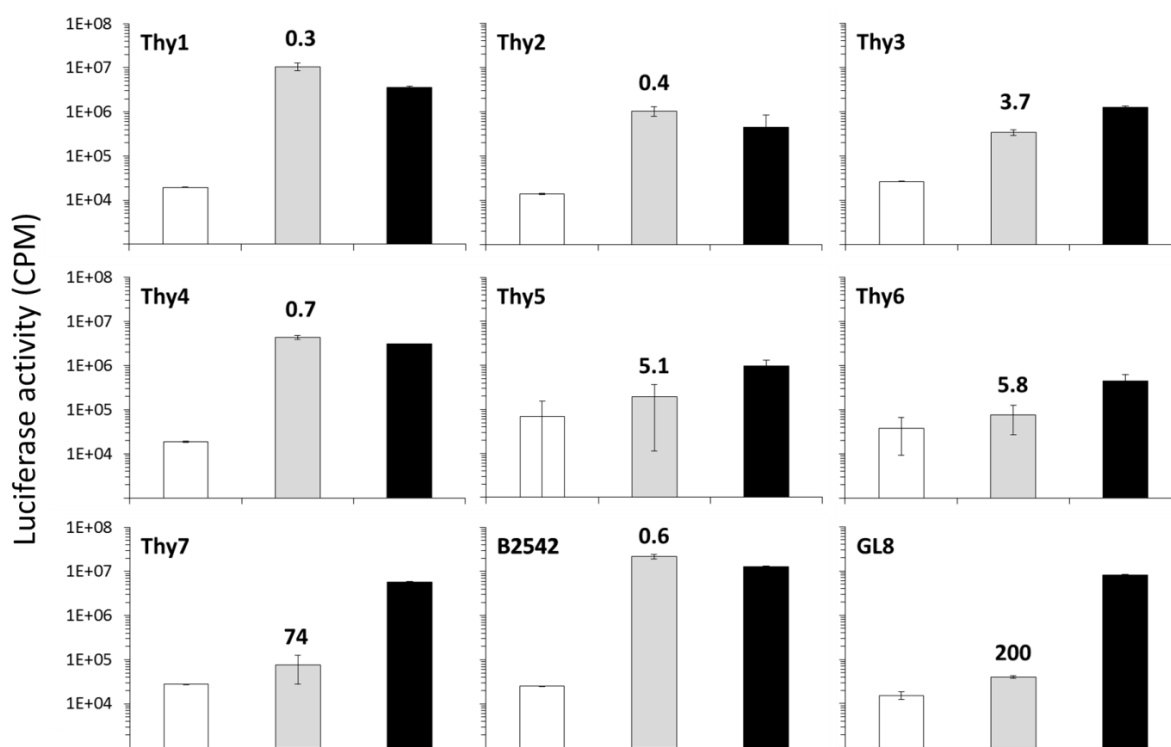 Luciferase activity (CPM)
1E+08
1E+07
1E+06
1E+05
1E+04
Thy1
0.3
Thy2
0.4
Thy3
3.7
1E+08
1E+07
1E+06
1E+05
1E+04
Thy4
0.7
Thy5
5.1
Thy6
5.8
1E+08
1E+07
1E+06
1E+05
1E+04
Thy7
74
B2542
0.6
GL8
200